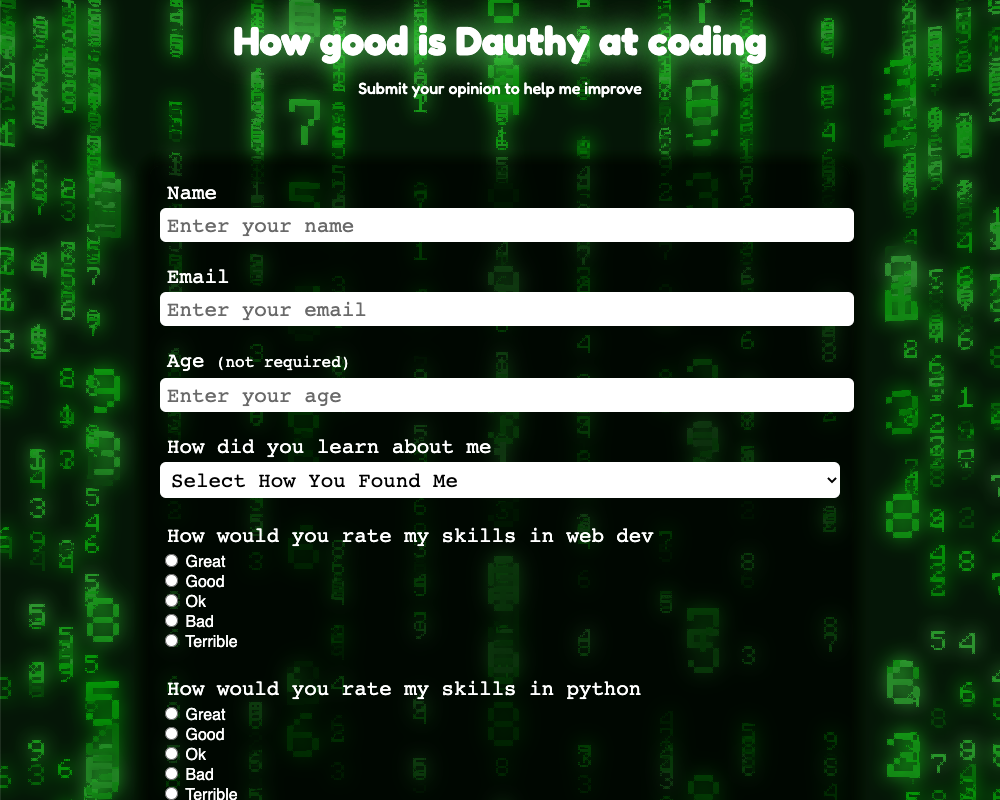 How good is Dauthy at coding
Submit your opinion to help me improve
Name
Enter your name
Email
Enter your email
Age (not required)
Enter your age
How did you learn about me
Select How You Found Me
How would you rate my skills in web dev
Great
Good
Ok
Bad
Terrible
How would you rate my skills in python
Great
Good
Ok
Bad
Terrible